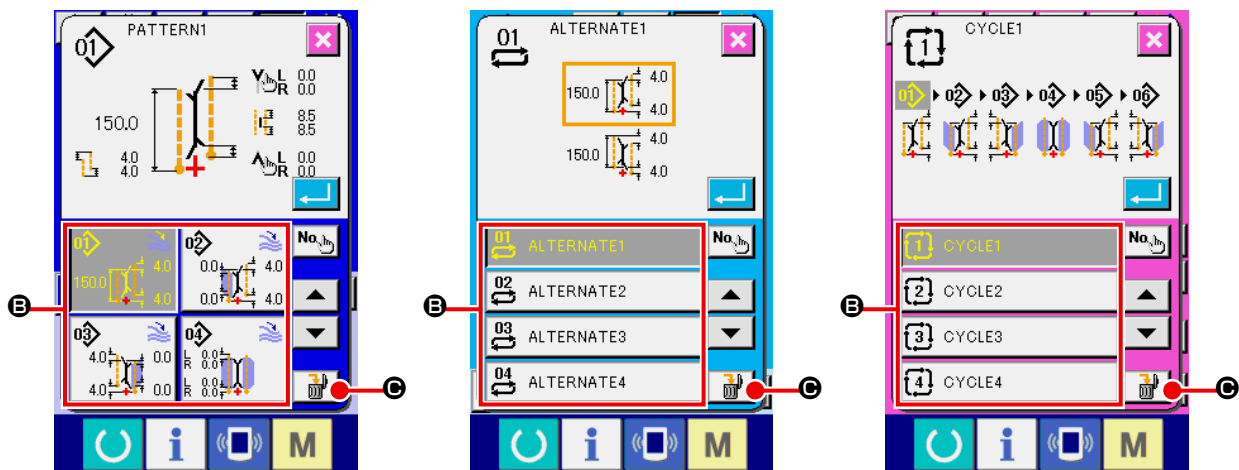 PATTERN1
01
150.0
4.0
4.0
L 0.0
R 0.0
8.5
8.5
L 0.0
R 0.0
01
150.0
4.0
4.0
02
0.0
4.0
0.0
4.0
03
4.0
0.0
4.0
0.0
04
L 0.0
R 0.0
L 0.0
R 0.0
No.
B
C
i
M
ALTERNATE1
01
150.0
4.0
4.0
150.0
4.0
4.0
01 ALTERNATE1
02 ALTERNATE2
03 ALTERNATE3
04 ALTERNATE4
No.
B
C
i
M
CYCLE1
1
01 02 03 04 05 06
1 CYCLE1
2 CYCLE2
3 CYCLE3
4 CYCLE4
No.
B
C
i
M